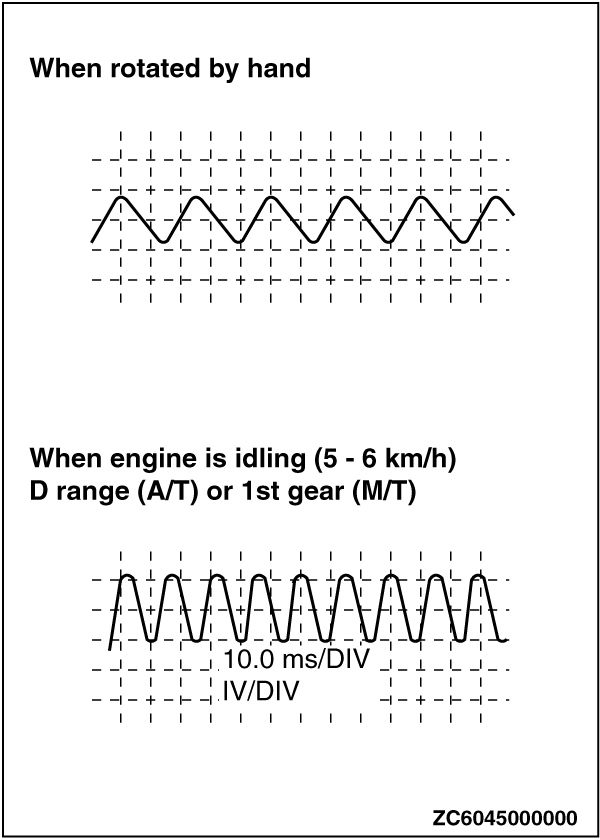 When rotated by hand
When engine is idling (5 - 6 km/h)
D range (A/T) or 1st gear (M/T)
10.0 ms/DIV
IV/DIV
ZC6045000000